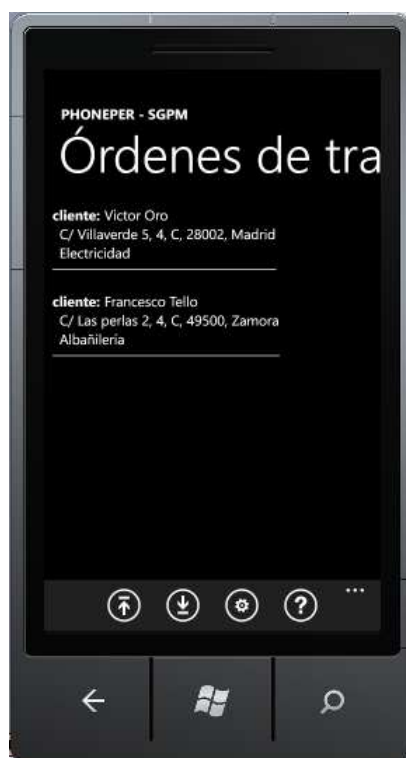 PHONEPER - SGPM
Órdenes de tra
cliente: Victor Oro
C/ Villaverde 5, 4, C, 28002, Madrid
Electricidad
cliente: Francesco Tello
C/ Las perlas 2, 4, C, 49500, Zamora
Albañilería